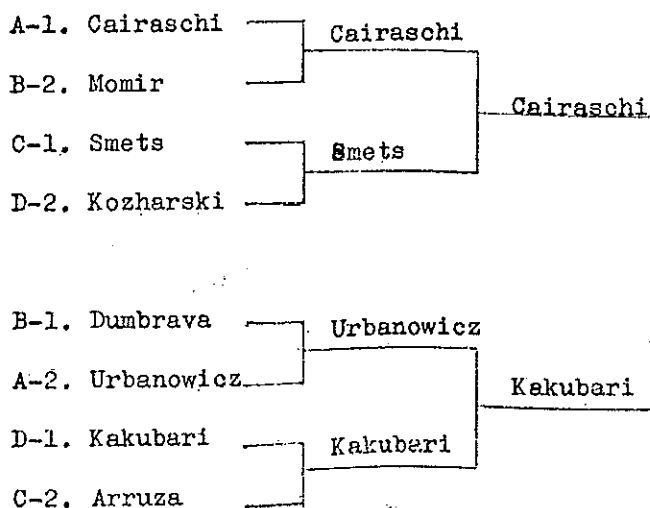 A-1. Cairaschi
Cairaschi
B-2. Momir
Cairaschi
C-1. Smets
Smets
D-2. Kozharski
B-1. Dumbrava
Urbanowicz
A-2. Urbanowicz
Kakubari
D-1. Kakubari
Kakubari
C-2. Arruza